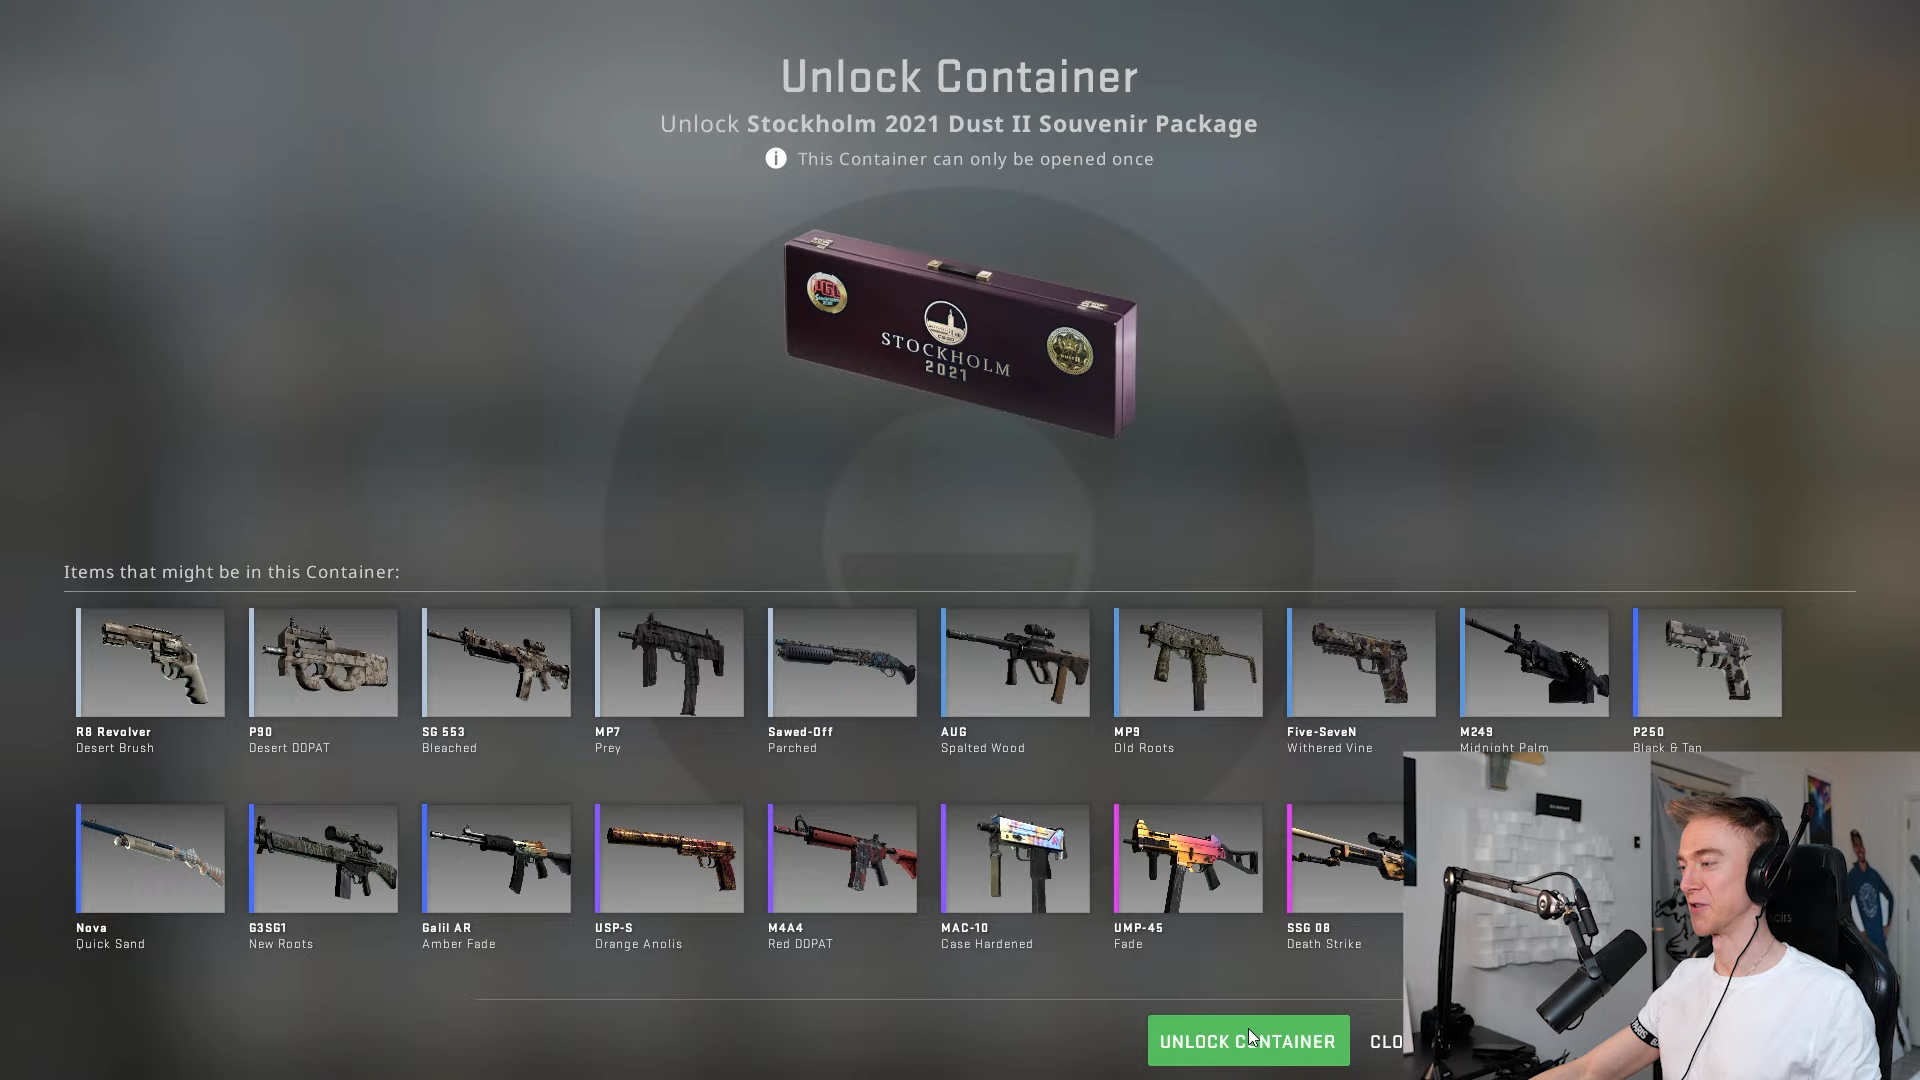 Unlock Container
Unlock Stockholm 2021 Dust II Souvenir Package
i This Container can only be opened once
STOCKHOLM
2021
Items that might be in this Container:
R8 Revolver
Desert Brush
P90
Desert DDPAT
SG 553
Bleached
MP7
Prey
Sawed-Off
Parched
AUG
Spalted Wood
MP9
Old Roots
Five-SeveN
Withered Vine
M249
Midnight Palm
P250
Black & Tan
Nova
Quick Sand
G3SG1
New Roots
Galil AR
Amber Fade
USP-S
Orange Anolis
M4A4
Red DDPAT
MAC-10
Case Hardened
UMP-45
Fade
SSG 08
Death Strike
UNLOCK CONTAINER
CLO